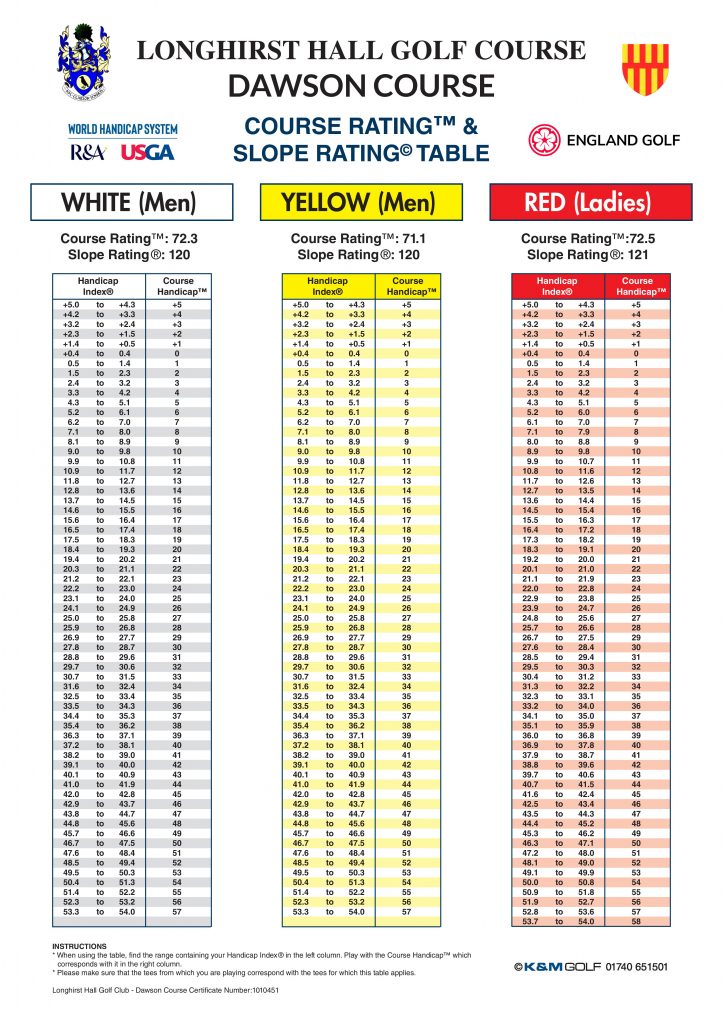 LONGHIRST HALL GOLF COURSE
DAWSON COURSE
WORLD HANDICAP SYSTEM
R&A USGA
COURSE RATING™ &
SLOPE RATING© TABLE
ENGLAND GOLF
WHITE (Men)
Course Rating™: 72.3
Slope Rating®: 120
Handicap Course
Index® Handicap™
+5.0 to +4.3 +5
+4.2 to +3.3 +4
+3.2 to +2.4 +3
+2.3 to +1.5 +2
+1.4 to +0.5 +1
+0.4 to 0.4 0
0.5 to 1.4 1
1.5 to 2.3 2
2.4 to 3.2 3
3.3 to 4.2 4
4.3 to 5.1 5
5.2 to 6.1 6
6.2 to 7.0 7
7.1 to 8.0 8
8.1 to 8.9 9
9.0 to 9.8 10
9.9 to 10.8 11
10.9 to 11.7 12
11.8 to 12.7 13
12.8 to 13.6 14
13.7 to 14.5 15
14.6 to 15.5 16
15.6 to 16.4 17
16.5 to 17.4 18
17.5 to 18.3 19
18.4 to 19.3 20
19.4 to 20.2 21
20.3 to 21.1 22
21.2 to 22.1 23
22.2 to 23.0 24
23.1 to 24.0 25
24.1 to 24.9 26
25.0 to 25.8 27
25.9 to 26.8 28
26.9 to 27.7 29
27.8 to 28.7 30
28.8 to 29.6 31
29.7 to 30.6 32
30.7 to 31.5 33
31.6 to 32.4 34
32.5 to 33.4 35
33.5 to 34.3 36
34.4 to 35.3 37
35.4 to 36.2 38
36.3 to 37.1 39
37.2 to 38.1 40
38.2 to 39.0 41
39.1 to 40.0 42
40.1 to 40.9 43
41.0 to 41.9 44
42.0 to 42.8 45
42.9 to 43.7 46
43.8 to 44.7 47
44.8 to 45.6 48
45.7 to 46.6 49
46.7 to 47.5 50
47.6 to 48.4 51
48.5 to 49.4 52
49.5 to 50.3 53
50.4 to 51.3 54
51.4 to 52.2 55
52.3 to 53.2 56
53.3 to 54.0 57
YELLOW (Men)
Course Rating™: 71.1
Slope Rating®: 120
Handicap Course
Index® Handicap™
+5.0 to +4.3 +5
+4.2 to +3.3 +4
+3.2 to +2.4 +3
+2.3 to +1.5 +2
+1.4 to +0.5 +1
+0.4 to 0.4 0
0.5 to 1.4 1
1.5 to 2.3 2
2.4 to 3.2 3
3.3 to 4.2 4
4.3 to 5.1 5
5.2 to 6.1 6
6.2 to 7.0 7
7.1 to 8.0 8
8.1 to 8.9 9
9.0 to 9.8 10
9.9 to 10.8 11
10.9 to 11.7 12
11.8 to 12.7 13
12.8 to 13.6 14
13.7 to 14.5 15
14.6 to 15.5 16
15.6 to 16.4 17
16.5 to 17.4 18
17.5 to 18.3 19
18.4 to 19.3 20
19.4 to 20.2 21
20.3 to 21.1 22
21.2 to 22.1 23
22.2 to 23.0 24
23.1 to 24.0 25
24.1 to 24.9 26
25.0 to 25.8 27
25.9 to 26.8 28
26.9 to 27.7 29
27.8 to 28.7 30
28.8 to 29.6 31
29.7 to 30.6 32
30.7 to 31.5 33
31.6 to 32.4 34
32.5 to 33.4 35
33.5 to 34.3 36
34.4 to 35.3 37
35.4 to 36.2 38
36.3 to 37.1 39
37.2 to 38.1 40
38.2 to 39.0 41
39.1 to 40.0 42
40.1 to 40.9 43
41.0 to 41.9 44
42.0 to 42.8 45
42.9 to 43.7 46
43.8 to 44.7 47
44.8 to 45.6 48
45.7 to 46.6 49
46.7 to 47.5 50
47.6 to 48.4 51
48.5 to 49.4 52
49.5 to 50.3 53
50.4 to 51.3 54
51.4 to 52.2 55
52.3 to 53.2 56
53.3 to 54.0 57
RED (Ladies)
Course Rating™:72.5
Slope Rating®: 121
Handicap Course
Index® Handicap™
+5.0 to +4.3 +5
+4.2 to +3.3 +4
+3.2 to +2.4 +3
+2.3 to +1.5 +2
+1.4 to +0.5 +1
+0.4 to 0.4 0
0.5 to 1.4 1
1.5 to 2.3 2
2.4 to 3.2 3
3.3 to 4.2 4
4.3 to 5.1 5
5.2 to 6.0 6
6.1 to 7.0 7
7.1 to 7.9 8
8.0 to 8.8 9
8.9 to 9.8 10
9.9 to 10.7 11
10.8 to 11.6 12
11.7 to 12.6 13
12.7 to 13.5 14
13.6 to 14.4 15
14.5 to 15.4 16
15.5 to 16.3 17
16.4 to 17.2 18
17.3 to 18.2 19
18.3 to 19.1 20
19.2 to 20.0 21
20.1 to 21.0 22
21.1 to 21.9 23
22.0 to 22.8 24
22.9 to 23.8 25
23.9 to 24.7 26
24.8 to 25.6 27
25.7 to 26.6 28
26.7 to 27.5 29
27.6 to 28.4 30
28.5 to 29.4 31
29.5 to 30.3 32
30.4 to 31.2 33
31.3 to 32.2 34
32.3 to 33.1 35
33.2 to 34.0 36
34.1 to 35.0 37
35.1 to 35.9 38
36.0 to 36.8 39
36.9 to 37.8 40
37.9 to 38.7 41
38.8 to 39.6 42
39.7 to 40.6 43
40.7 to 41.5 44
41.6 to 42.4 45
42.5 to 43.4 46
43.5 to 44.3 47
44.4 to 45.2 48
45.3 to 46.2 49
46.3 to 47.1 50
47.2 to 48.0 51
48.1 to 49.0 52
49.1 to 49.9 53
50.0 to 50.8 54
50.9 to 51.8 55
51.9 to 52.7 56
52.8 to 53.6 57
53.7 to 54.0 58
INSTRUCTIONS
* When using the table, find the range containing your Handicap Index® in the left column. Play with the Course Handicap™ which
corresponds with it in the right column.
* Please make sure that the tees from which you are playing correspond with the tees for which this table applies.
©K&MGOLF 01740 651501
Longhirst Hall Golf Club - Dawson Course Certificate Number:1010451